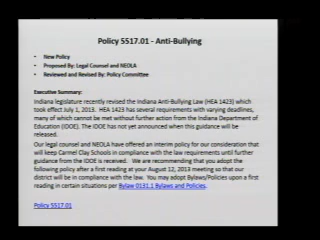 Policy 5517.01 - Anti-Bullying
• New Policy
• Proposed By: Legal Counsel and NEOLA
• Reviewed and Revised By: Policy Committee
Executive Summary:
Indiana legislature recently revised the Indiana Anti-Bullying Law (HEA 1423) which
took effect July 1, 2013. HEA 1423 has several requirements with varying deadlines,
many of which cannot be met without further action from the Indiana Department of
Education (IDOE). The IDOE has not yet announced when this guidance will be
released.
Our legal counsel and NEOLA have offered an interim policy for our consideration that
will keep Carmel Clay Schools in compliance with the law requirements until further
guidance from the IDOE is received. We are recommending that you adopt the
following policy after a first reading at your August 12, 2013 meeting so that our
district will be in compliance with the law. You may adopt Bylaws/Policies upon a first
reading in certain situations per Bylaw 0131.1 Bylaws and Policies.
Policy 5517.01